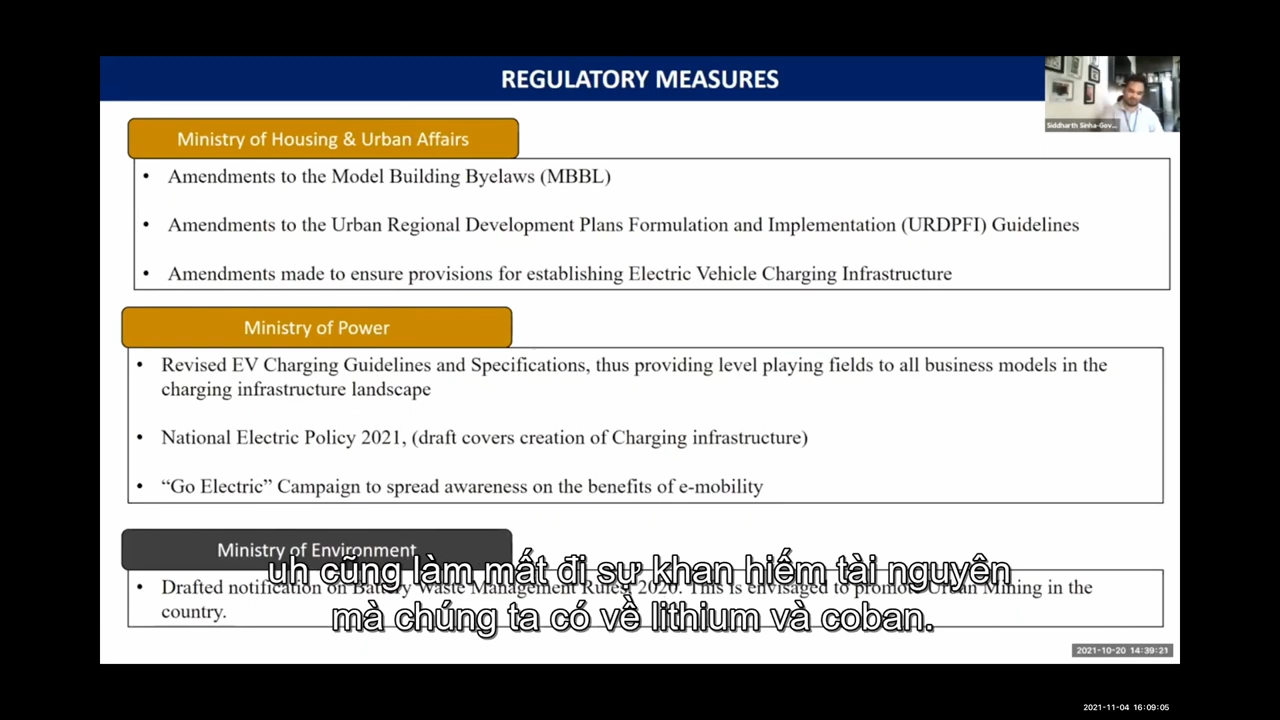 REGULATORY MEASURES
Siddharth Sinha-Gov...
Ministry of Housing & Urban Affairs
• Amendments to the Model Building Byelaws (MBBL)
• Amendments to the Urban Regional Development Plans Formulation and Implementation (URDPFI) Guidelines
• Amendments made to ensure provisions for establishing Electric Vehicle Charging Infrastructure
Ministry of Power
• Revised EV Charging Guidelines and Specifications, thus providing level playing fields to all business models in the
charging infrastructure landscape
• National Electric Policy 2021, (draft covers creation of Charging infrastructure)
• “Go Electric” Campaign to spread awareness on the benefits of e-mobility
Ministry of Environment
uh cũng làm mất đi sự khan hiếm tài nguyên
• Drafted notification on Battery Waste Management Rules, 2020. This is envisaged to promote Urban Mining in the
country.
mà chúng ta có về lithium và coban.
2021-10-20 14:39:21
2021-11-04 16:09:05